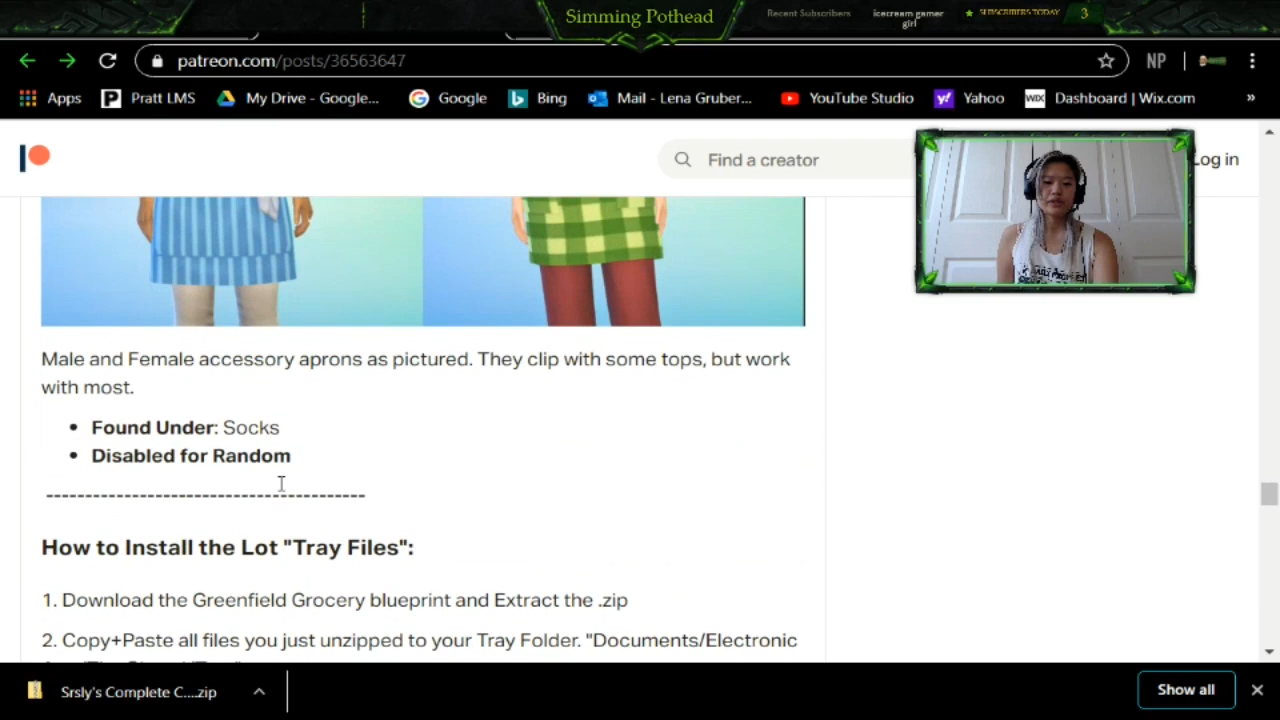 Simming Pothead
Recent Subscribers
icecream gamer
girl
SUBSCRIBERS TODAY
3
patreon.com/posts/36563647
NP
Apps
Pratt LMS
My Drive - Google...
Google
Bing
Mail - Lena Gruber...
YouTube Studio
Yahoo
WIX
Dashboard | Wix.com
»
Find a creator
Log in
Male and Female accessory aprons as pictured. They clip with some tops, but work
with most.
• Found Under: Socks
• Disabled for Random
-----------------------------------------
How to Install the Lot "Tray Files":
1. Download the Greenfield Grocery blueprint and Extract the .zip
2. Copy+Paste all files you just unzipped to your Tray Folder. "Documents/Electronic
Srsly's Complete C....zip
Show all